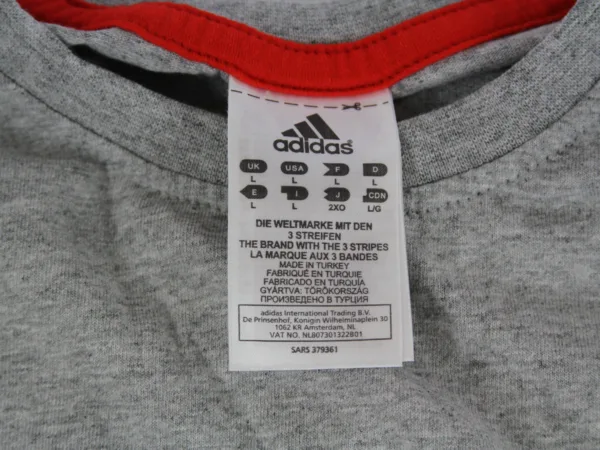 adidas
UK USA F D
L L L L
E I J CDN
L L 2XO L/G
DIE WELTMARKE MIT DEN
3 STREIFEN
THE BRAND WITH THE 3 STRIPES
LA MARQUE AUX 3 BANDES
MADE IN TURKEY
FABRIQUÉ EN TURQUIE
FABRICADO EN TURQUIA
GYÁRTVA: TÖRÖKORSZÁG
ПРОИЗВЕДЕНО В ТУРЦИЯ
adidas International Trading B.V.
De Prinsenhof, Konigin Wilhelminaplein 30
1062 KR Amsterdam, NL
VAT NO. NL807301322B01
SARS 379361